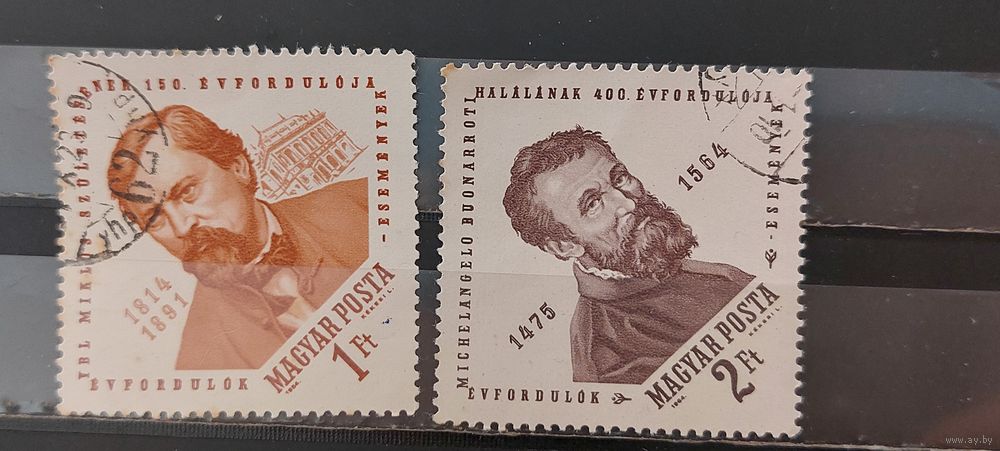 YBL MIKLÓS SZÜLETÉSÉNEK 150. ÉVFORDULÓJA
-ESEMÉNYEK
1814
1891
ÉVFORDULÓK
MAGYAR POSTA
1 Ft
1964.
62
MICHELANGELO BUONARROTI
HALÁLÁNAK 400. ÉVFORDULÓJA
-ESEMÉNYEK
1475
1564
ÉVFORDULÓK
MAGYAR POSTA
2 Ft
1964.
www.ay.by